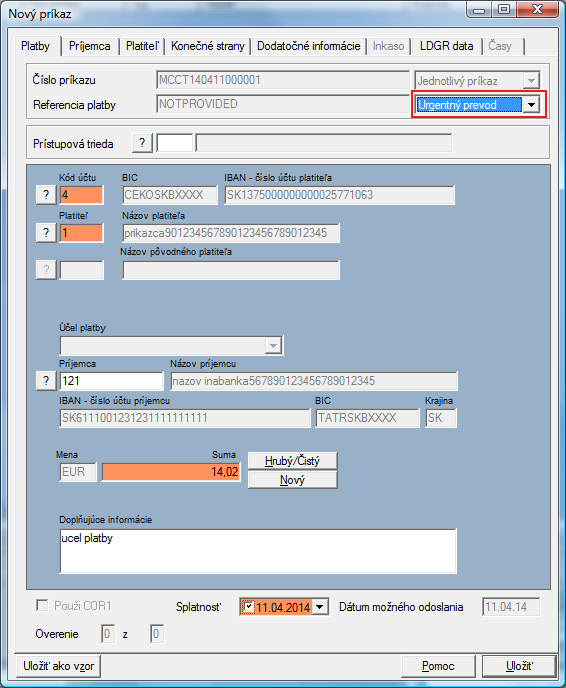 Nový príkaz
Platby Príjemca Platiteľ Konečné strany Dodatočné informácie Inkaso LDGR data Časy
Číslo príkazu MCCT140411000001 Jednotlivý príkaz
Referencia platby NOTPROVIDED Urgentný prevod
Prístupová trieda ?
Kód účtu BIC IBAN - číslo účtu platiteľa
? 4 CEKOSKBXXXX SK1375000000000025771063
Platiteľ Názov platiteľa
? 1 prikazca901234567890123456789012345
Názov pôvodného platiteľa
?
Účel platby
Príjemca Názov príjemcu
? 121 nazov inabanka567890123456789012345
IBAN - číslo účtu príjemcu BIC Krajina
SK6111001231231111111111 TATRSKBXXXX SK
Mena Suma
EUR 14,02 Hrubý/Čistý
Nový
Doplňujúce informácie
ucel platby
Použi COR1 Splatnosť 11.04.2014 Dátum možného odoslania 11.04.14
Overenie 0 z 0
Uložiť ako vzor Pomoc Uložiť